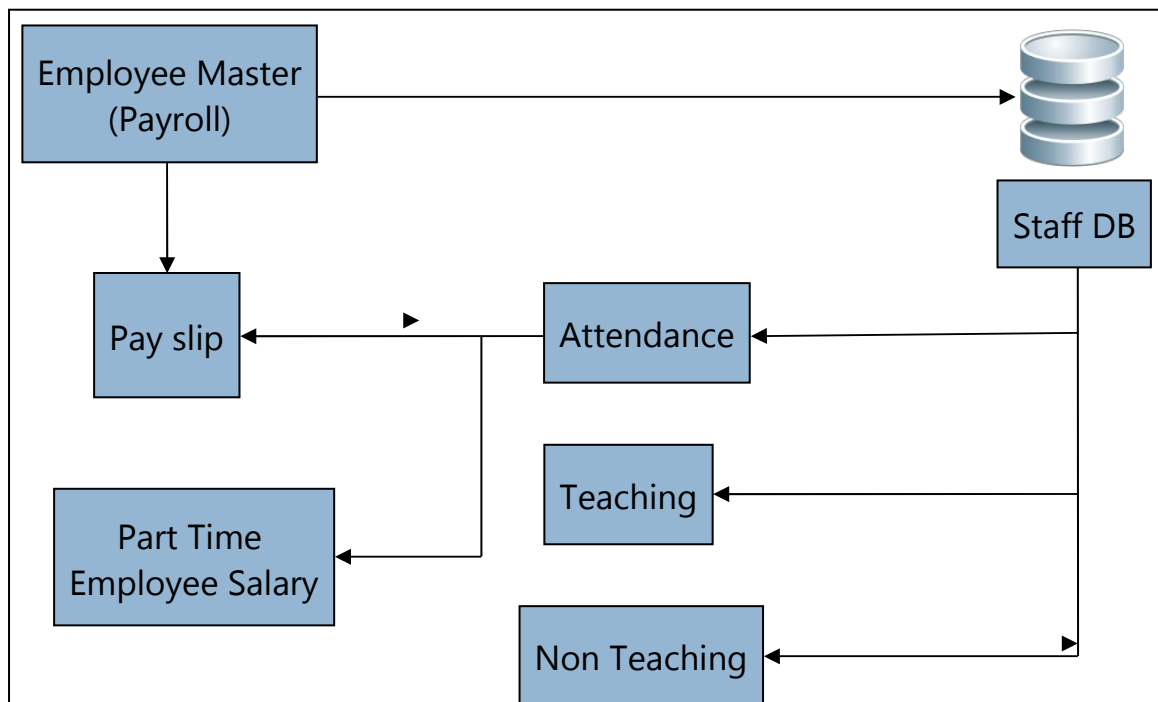 Employee Master
(Payroll)
Staff DB
Pay slip
Attendance
Teaching
Part Time
Employee Salary
Non Teaching